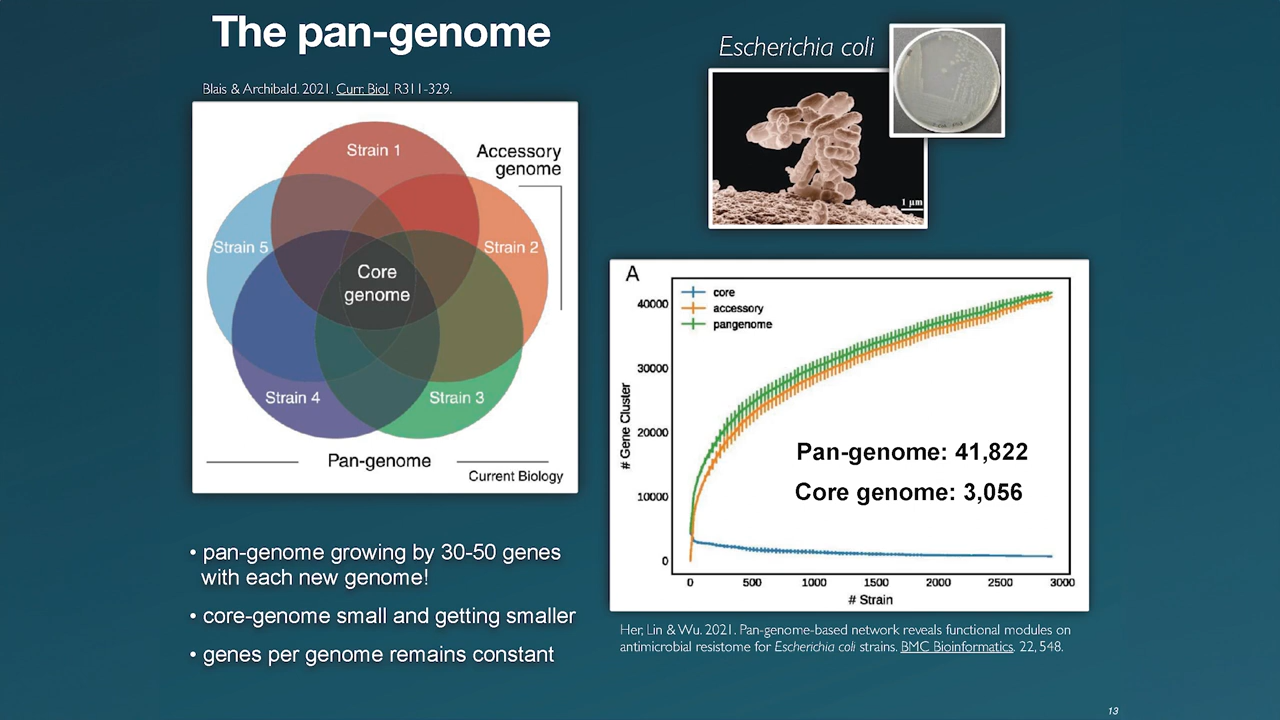 The pan-genome
Blais & Archibald. 2021. Curr. Biol. R311-329.
Strain 1
Accessory
genome
Strain 5
Strain 2
Core
genome
Strain 4
Strain 3
Pan-genome
Current Biology
• pan-genome growing by 30-50 genes
with each new genome!
• core-genome small and getting smaller
• genes per genome remains constant
Escherichia coli
1 µm
A
core
accessory
pangenome
# Gene Cluster
40000
30000
20000
10000
0
Pan-genome: 41,822
Core genome: 3,056
0 500 1000 1500 2000 2500 3000
# Strain
Her, Lin & Wu. 2021. Pan-genome-based network reveals functional modules on
antimicrobial resistome for Escherichia coli strains. BMC Bioinformatics. 22, 548.
13